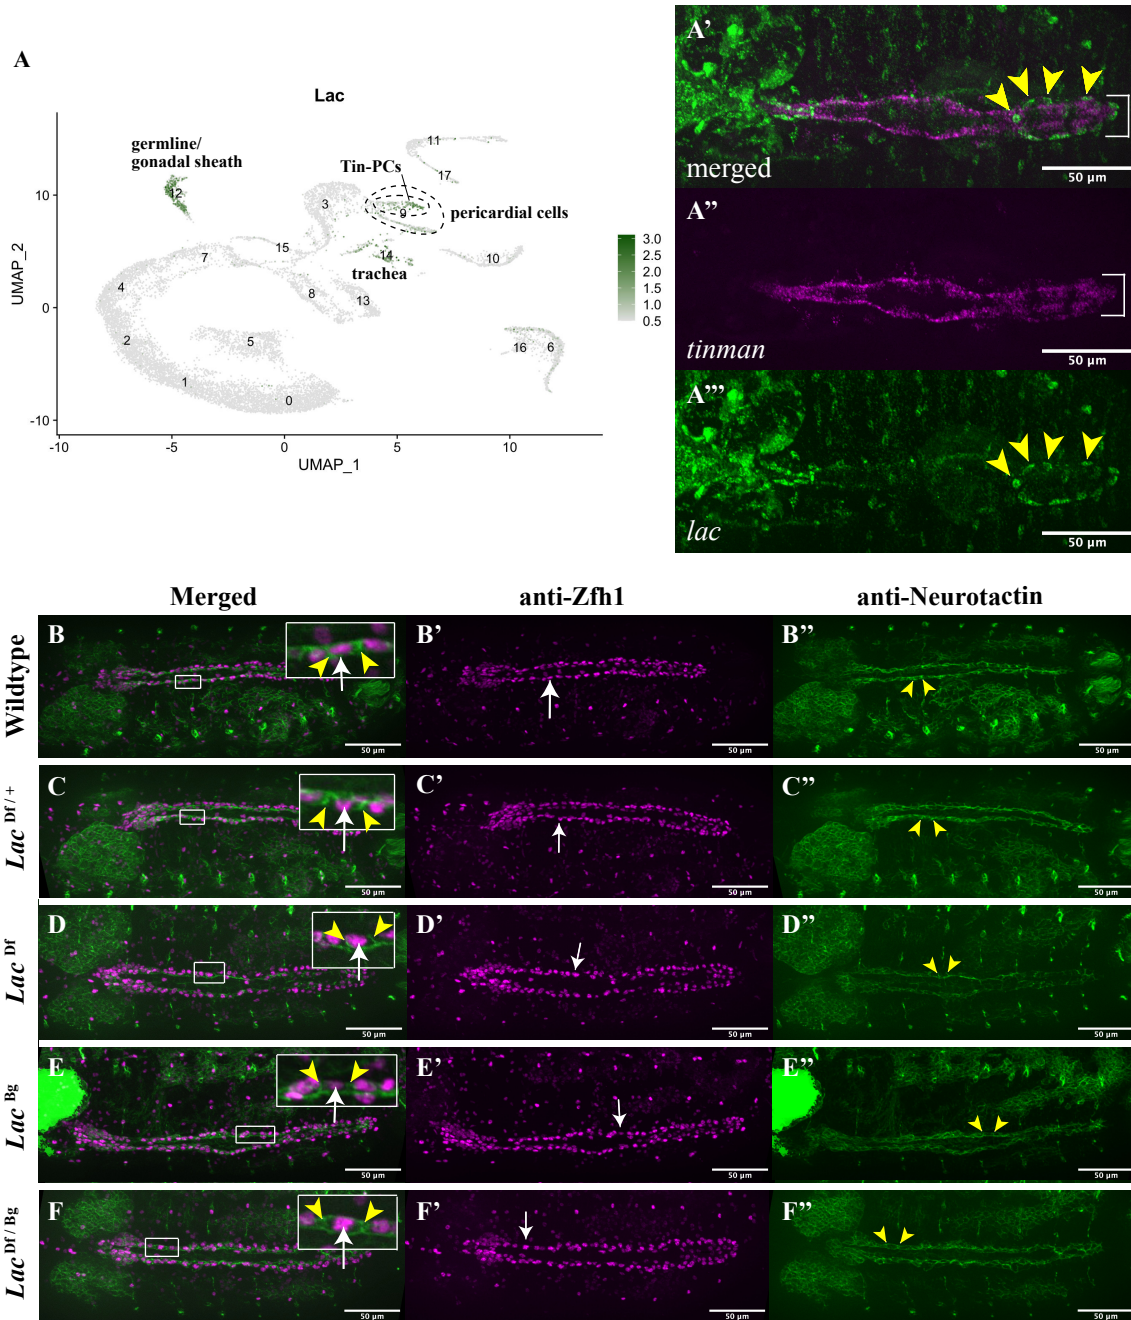 A
Lac
germline/
gonadal sheath
Tin-PCs
pericardial cells
trachea
11
17
12
3
9
15
14
10
7
4
8
13
2
5
16
6
1
0
3.0
2.5
2.0
1.5
1.0
0.5
UMAP_2
10
0
-10
-10
-5
0
5
10
UMAP_1
A’
merged
50 µm
A’’
tinman
50 µm
A’’’
lac
50 µm
Merged
anti-Zfh1
anti-Neurotactin
Wildtype
B
50 µm
B’
50 µm
B’’
50 µm
Lac Df / +
C
50 µm
C’
50 µm
C’’
50 µm
Lac Df
D
50 µm
D’
50 µm
D’’
50 µm
Lac Bg
E
50 µm
E’
50 µm
E’’
50 µm
Lac Df / Bg
F
50 µm
F’
50 µm
F’’
50 µm